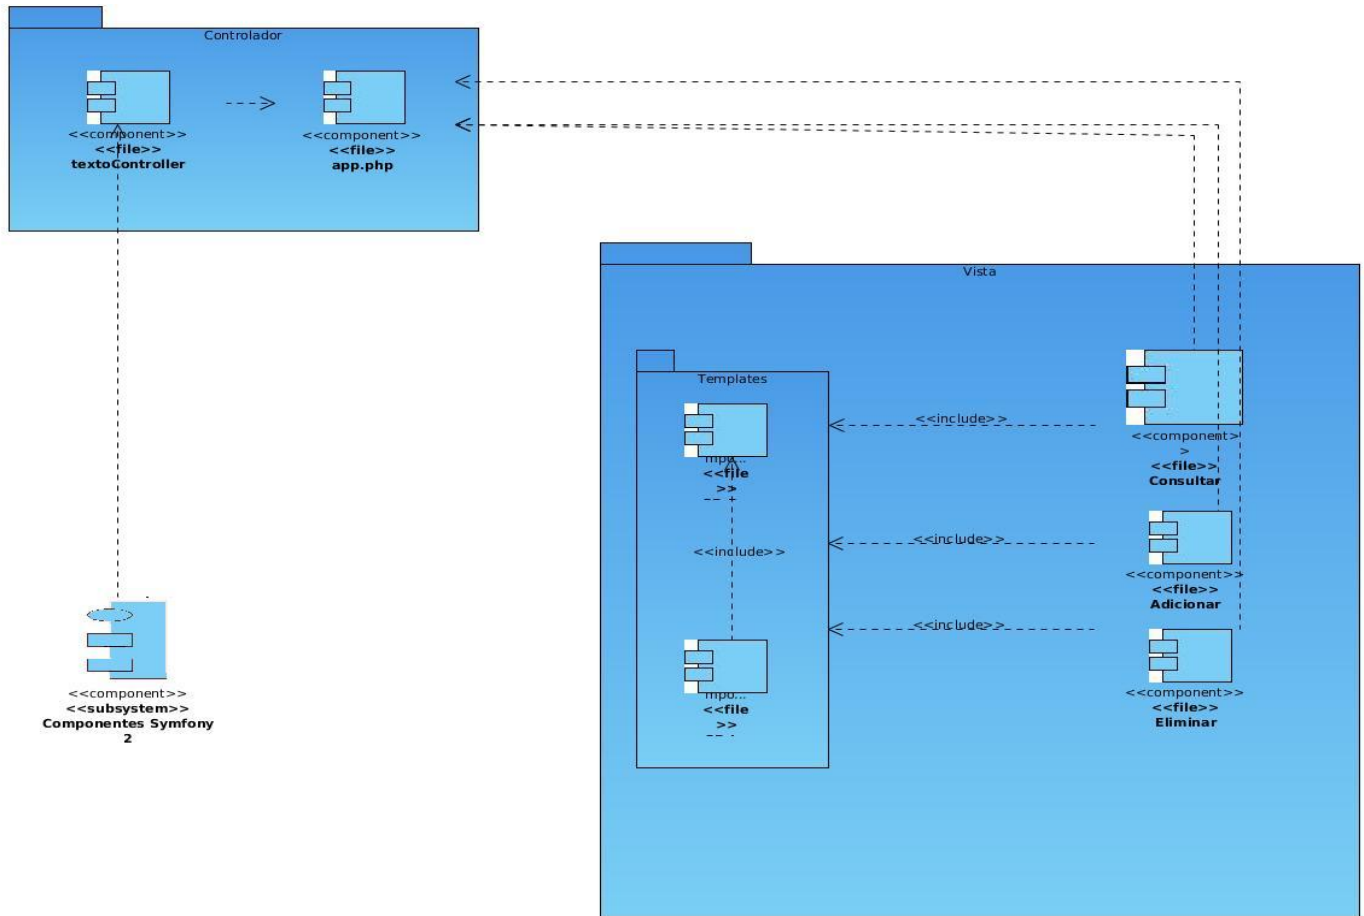 Controlador
<<component>>
<<file>>
textoController
<<component>>
<<file>>
app.php
Vista
Templates
<<file
>>
<<include>>
<<file
>>
<<include>>
<<include>>
<<include>>
<<component>
>
<<file>>
Consultar
<<component>>
<<file>>
Adicionar
<<component>>
<<file>>
Eliminar
<<component>>
<<subsystem>>
Componentes Symfony
2